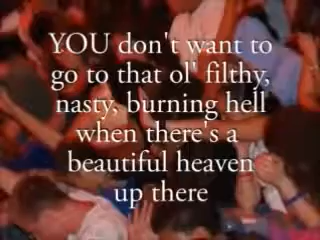 YOU don't want to
go to that ol' filthy,
nasty, burning hell
when there's a
beautiful heaven
up there